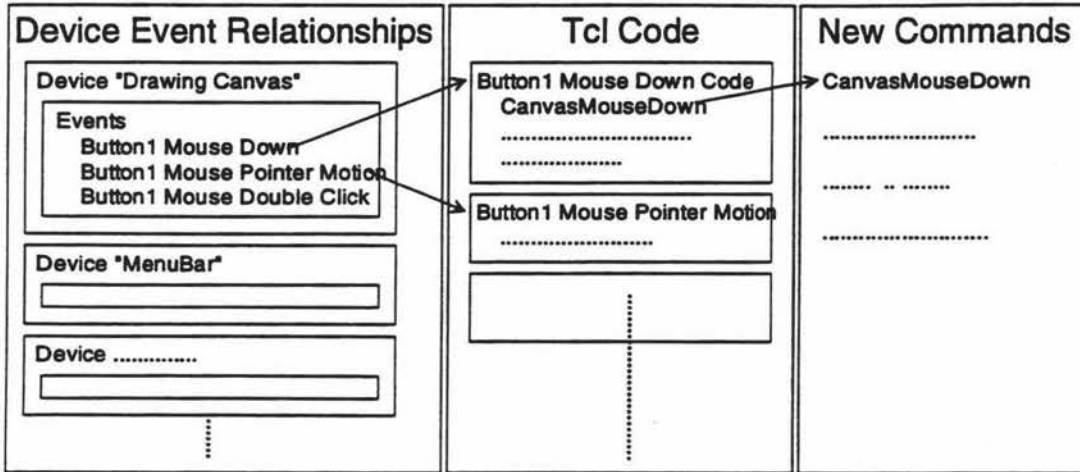 Device Event Relationships
Device "Drawing Canvas"
Events
Button1 Mouse Down
Button1 Mouse Pointer Motion
Button1 Mouse Double Click
Device "MenuBar"
Device ..............
Tcl Code
Button1 Mouse Down Code
CanvasMouseDown
...........................
....................
Button1 Mouse Pointer Motion
.........................
New Commands
CanvasMouseDown
.........................
........ .. ........
...........................